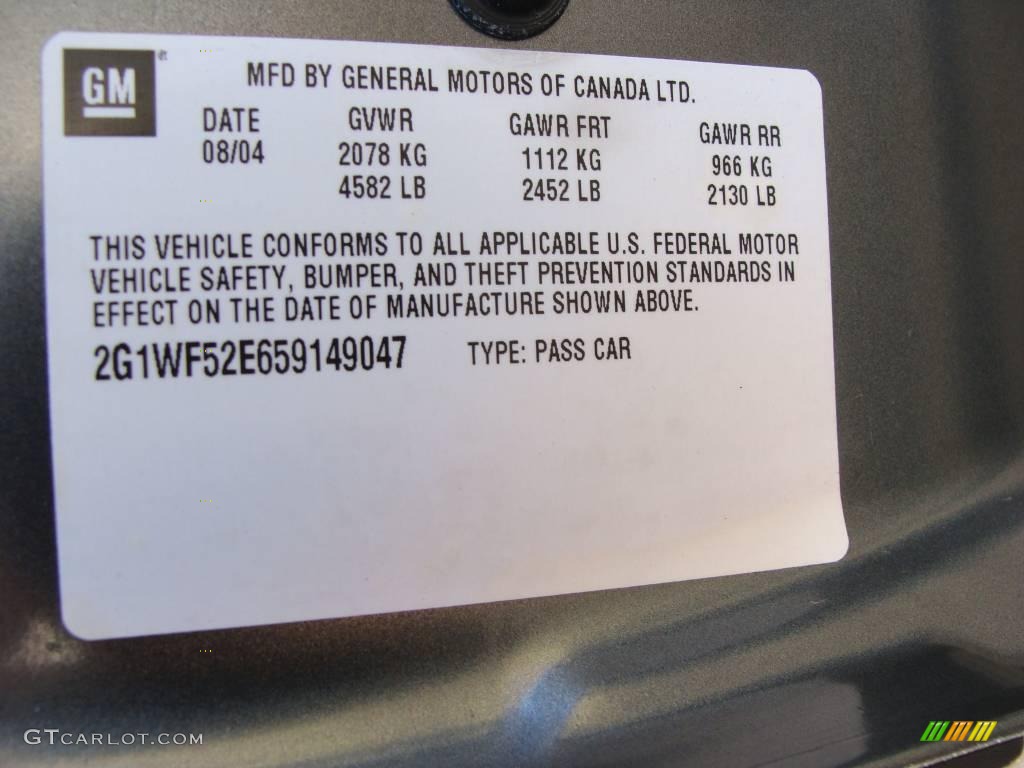 GM
MFD BY GENERAL MOTORS OF CANADA LTD.
DATE GVWR GAWR FRT GAWR RR
08/04 2078 KG 1112 KG 966 KG
4582 LB 2452 LB 2130 LB
THIS VEHICLE CONFORMS TO ALL APPLICABLE U.S. FEDERAL MOTOR
VEHICLE SAFETY, BUMPER, AND THEFT PREVENTION STANDARDS IN
EFFECT ON THE DATE OF MANUFACTURE SHOWN ABOVE.
2G1WF52E659149047 TYPE: PASS CAR
GTCARLOT.COM